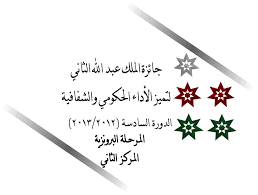 جائزة الملك عبد الله الثاني
لتميز الأداء الحكومي والشفافية
الدورة السادسة (٢٠١٣/٢٠١٢)
المرحلة البرونزية
المركز الثاني